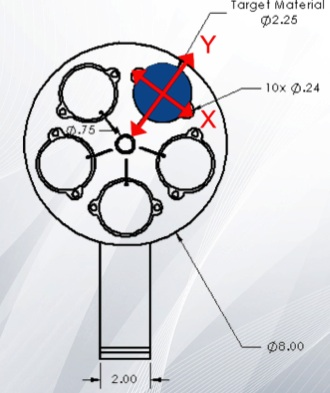 Target Material
Ø2.25
Y
10x Ø.24
X
Ø.75
Ø8.00
2.00